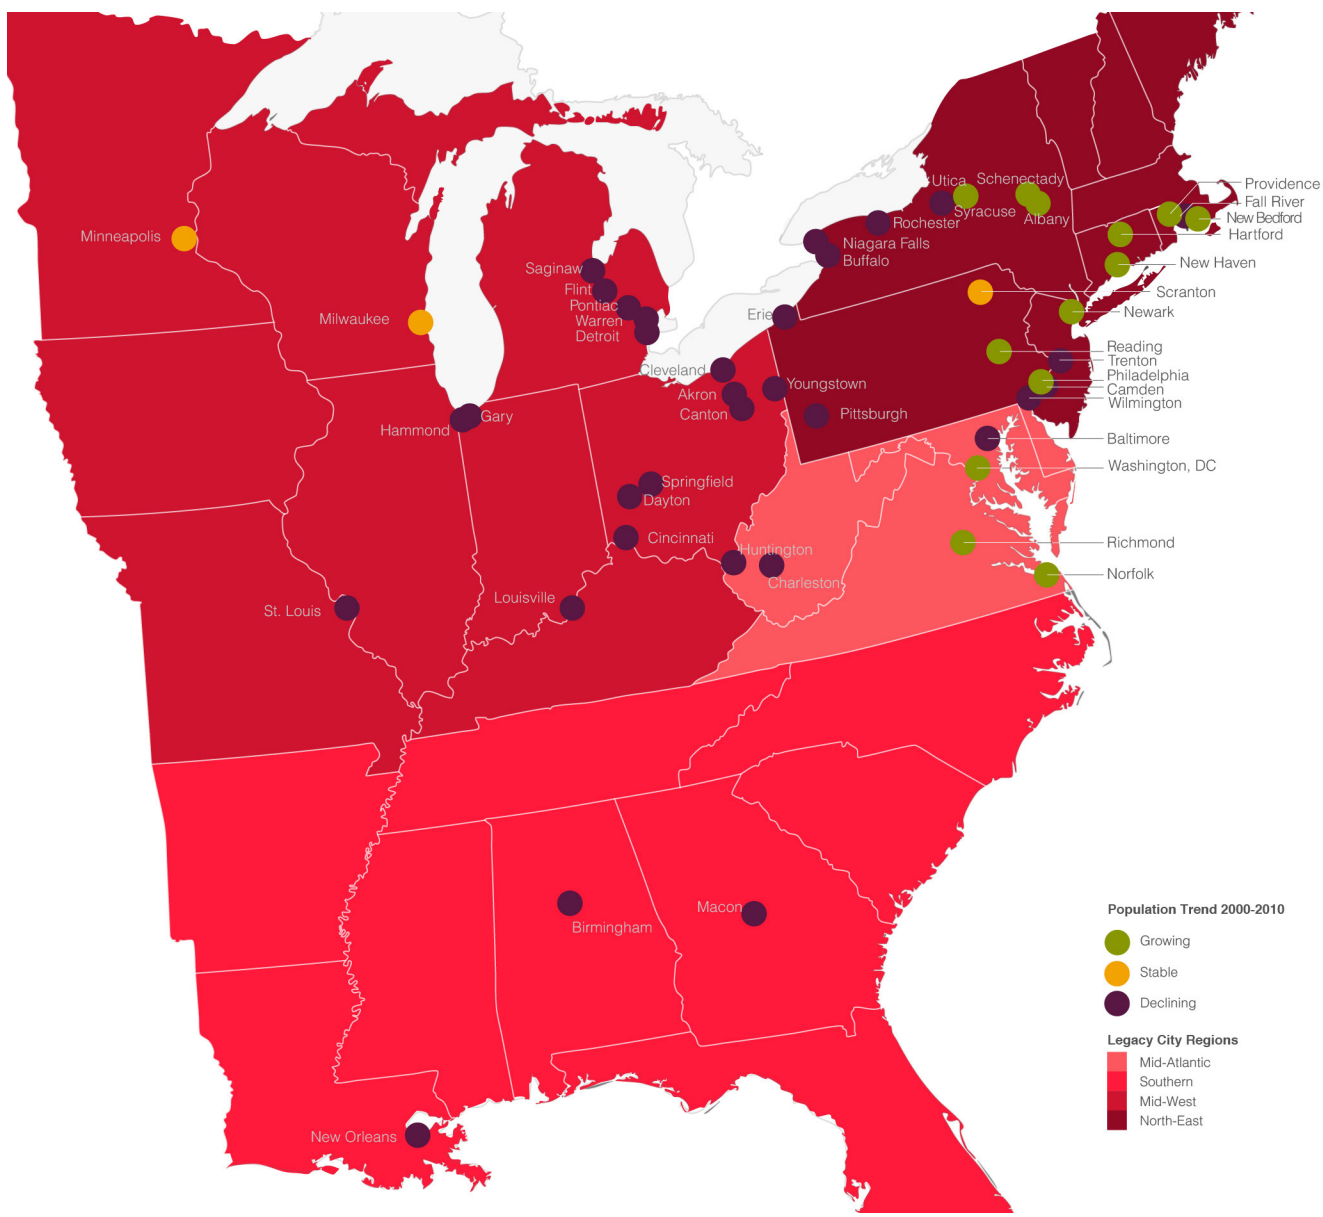 Utica
Schenectady
Providence
Fall River
New Bedford
Syracuse
Albany
Rochester
Hartford
Minneapolis
Niagara Falls
Buffalo
New Haven
Saginaw
Flint
Scranton
Pontiac
Newark
Erie
Milwaukee
Warren
Detroit
Reading
Trenton
Cleveland
Philadelphia
Youngstown
Camden
Akron
Wilmington
Canton
Pittsburgh
Gary
Hammond
Baltimore
Washington, DC
Springfield
Dayton
Cincinnati
Richmond
Huntington
Norfolk
Charleston
Louisville
St. Louis
Macon
Birmingham
New Orleans
Population Trend 2000-2010
Growing
Stable
Declining
Legacy City Regions
Mid-Atlantic
Southern
Mid-West
North-East